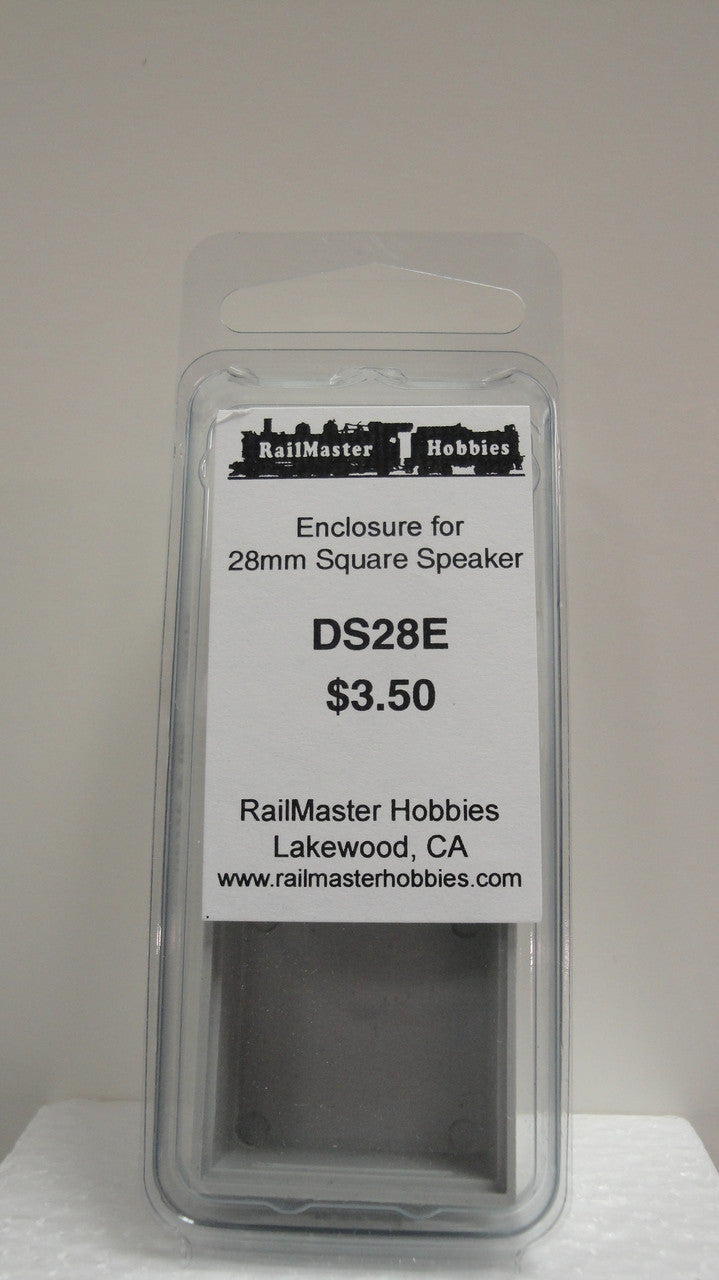 RailMaster Hobbies
Enclosure for
28mm Square Speaker
DS28E
$3.50
RailMaster Hobbies
Lakewood, CA
www.railmasterhobbies.com